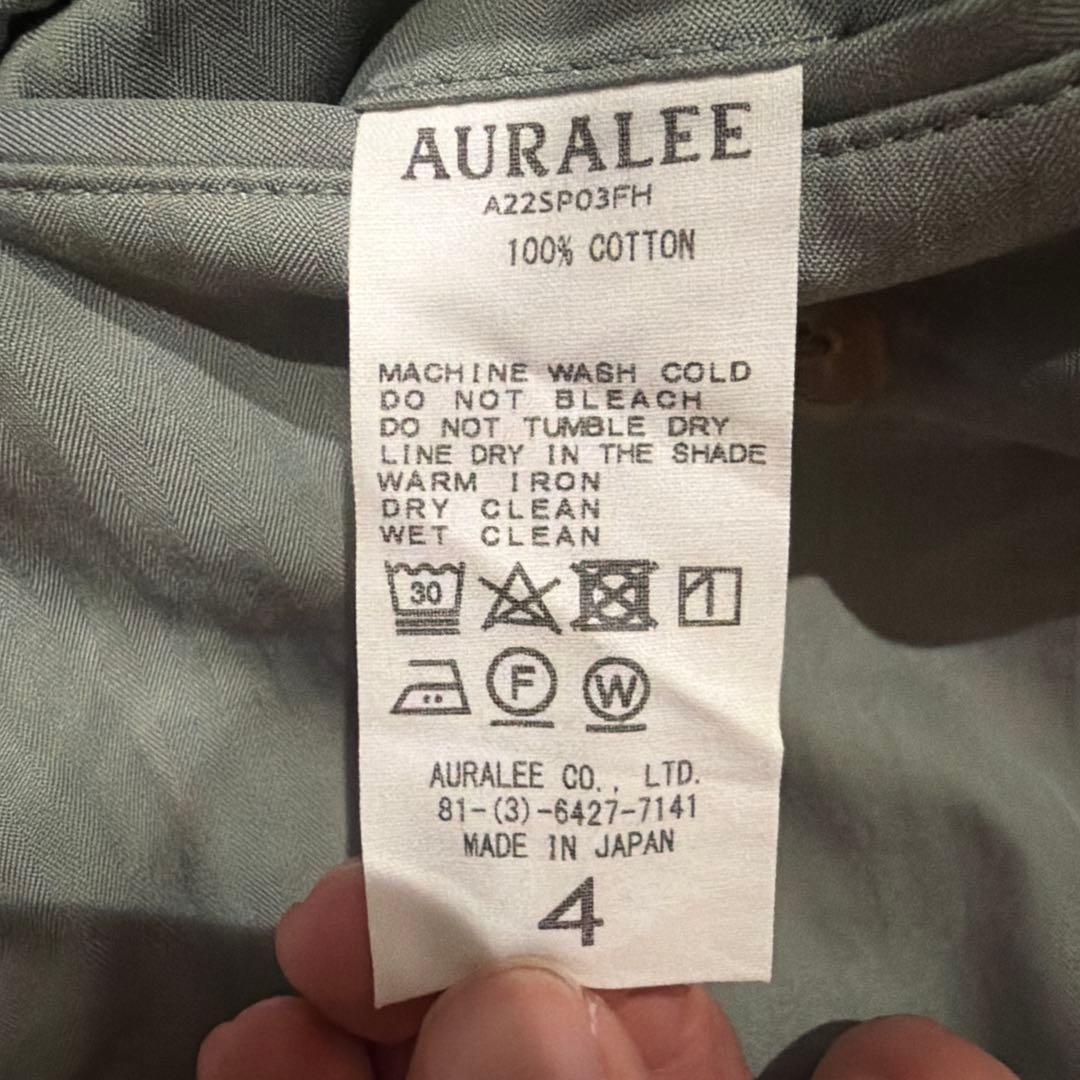 AURALEE
A22SP03FH
100% COTTON
MACHINE WASH COLD
DO NOT BLEACH
DO NOT TUMBLE DRY
LINE DRY IN THE SHADE
WARM IRON
DRY CLEAN
WET CLEAN
30
F W
AURALEE CO., LTD.
81-(3)-6427-7141
MADE IN JAPAN
4